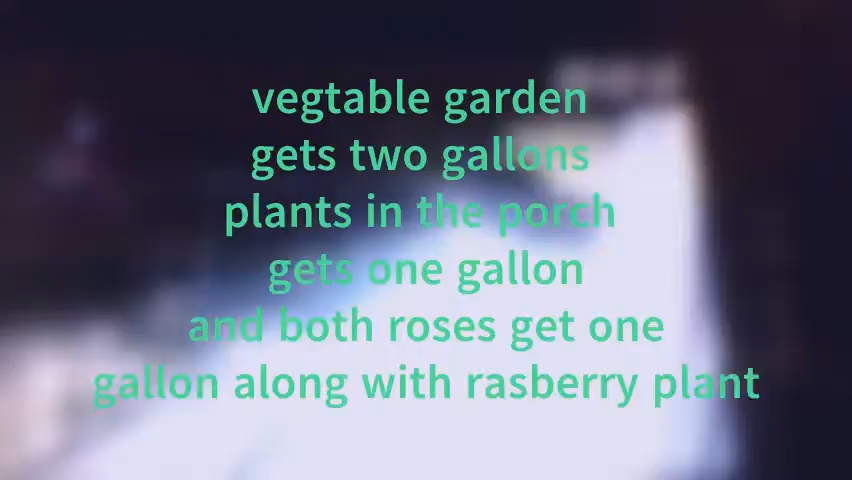 vegtable garden
gets two gallons
plants in the porch
gets one gallon
and both roses get one
gallon along with rasberry plant